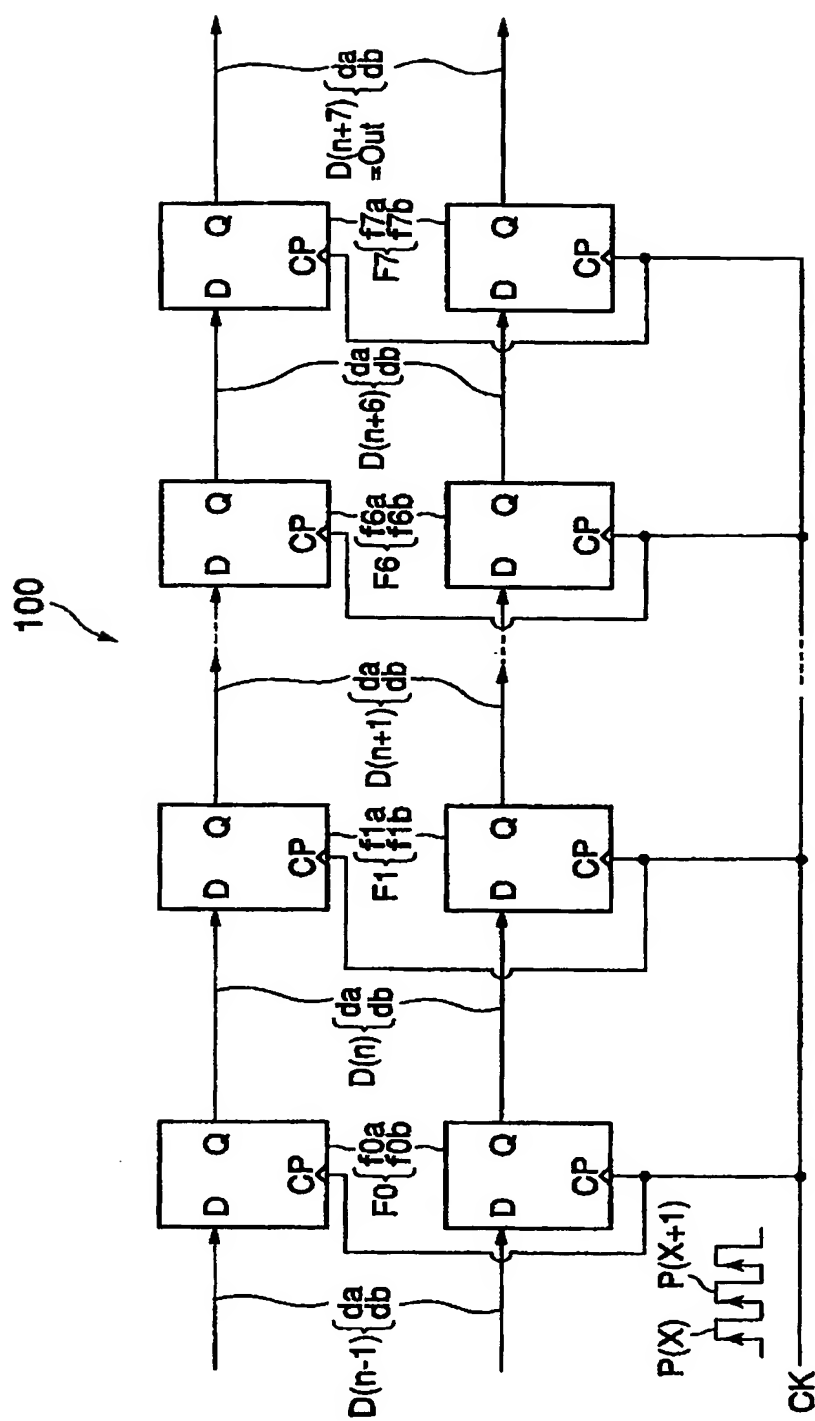 100
D(n-1) { da
db
D(n) { da
db
D(n+1) { da
db
D(n+6) { da
db
D(n+7) { da
=Out db
D Q
CP
D Q
CP
D Q
CP
D Q
CP
F0 { f0a
f0b
F1 { f1a
f1b
F6 { f6a
f6b
F7 { f7a
f7b
D Q
CP
D Q
CP
D Q
CP
D Q
CP
P(X) P(X+1)
CK